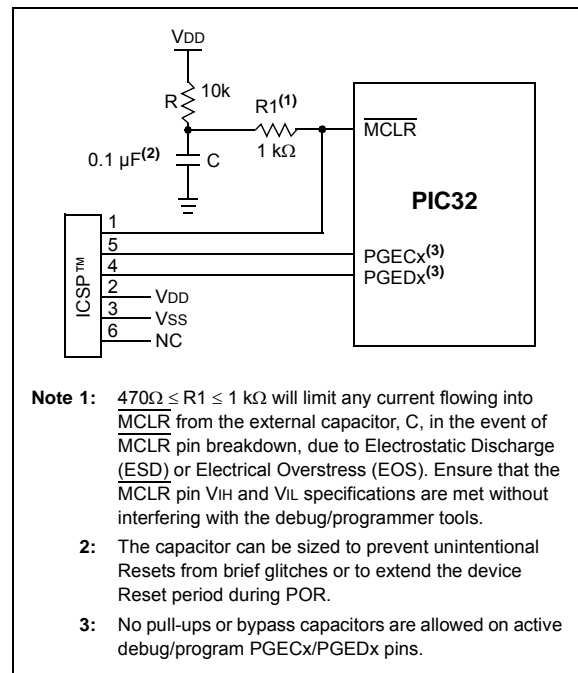 VDD
R 10k
R1(1)
1 kΩ
MCLR
0.1 µF(2) C
PIC32
ICSP™
1
5
4
2 VDD
3 VSS
6 NC
PGECx(3)
PGEDx(3)
Note 1: 470Ω ≤ R1 ≤ 1 kΩ will limit any current flowing into
MCLR from the external capacitor, C, in the event of
MCLR pin breakdown, due to Electrostatic Discharge
(ESD) or Electrical Overstress (EOS). Ensure that the
MCLR pin VIH and VIL specifications are met without
interfering with the debug/programmer tools.
2: The capacitor can be sized to prevent unintentional
Resets from brief glitches or to extend the device
Reset period during POR.
3: No pull-ups or bypass capacitors are allowed on active
debug/program PGECx/PGEDx pins.